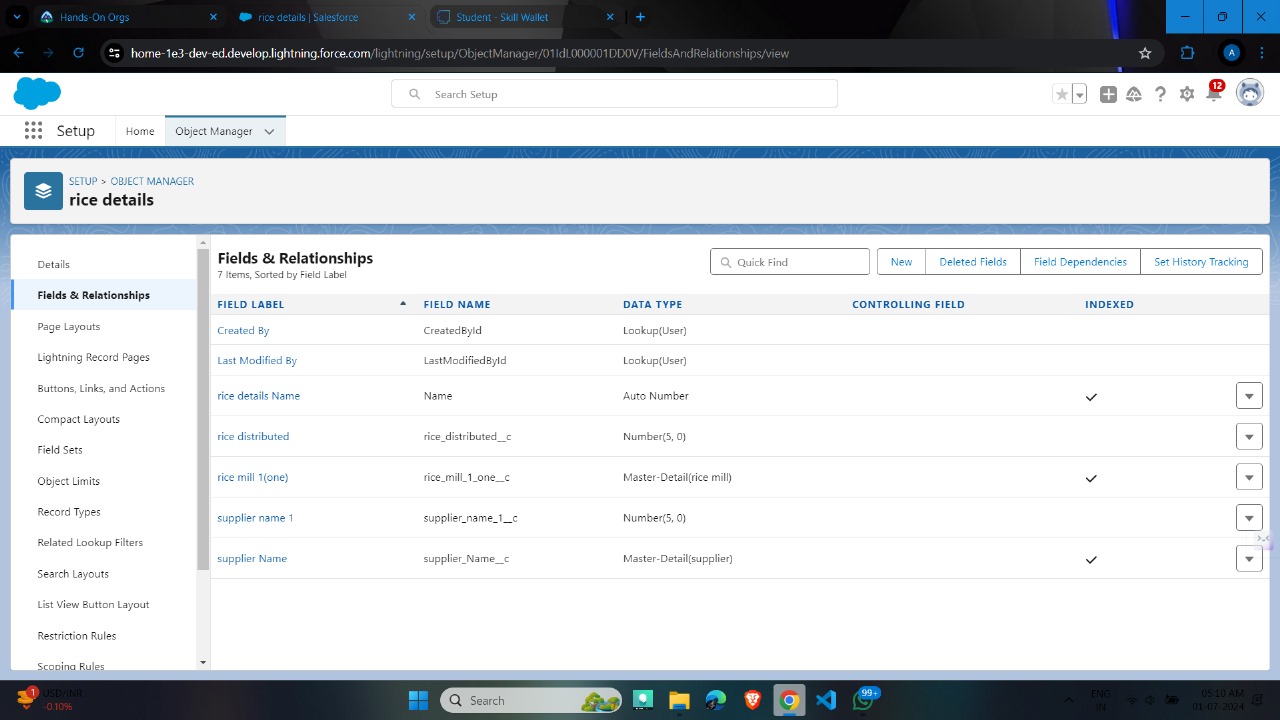 Hands-On Orgs
rice details | Salesforce
Student - Skill Wallet
home-1e3-dev-ed.develop.lightning.force.com/lightning/setup/ObjectManager/01IdL000001DD0V/FieldsAndRelationships/view
A
Search Setup
12
Setup
Home
Object Manager
SETUP > OBJECT MANAGER
rice details
Details
Fields & Relationships
Page Layouts
Lightning Record Pages
Buttons, Links, and Actions
Compact Layouts
Field Sets
Object Limits
Record Types
Related Lookup Filters
Search Layouts
List View Button Layout
Restriction Rules
Scoping Rules
Fields & Relationships
7 Items, Sorted by Field Label
Quick Find
New
Deleted Fields
Field Dependencies
Set History Tracking
FIELD LABEL FIELD NAME DATA TYPE CONTROLLING FIELD INDEXED
Created By CreatedById Lookup(User)
Last Modified By LastModifiedById Lookup(User)
rice details Name Name Auto Number
rice distributed rice_distributed__c Number(5, 0)
rice mill 1(one) rice_mill_1_one__c Master-Detail(rice mill)
supplier name 1 supplier_name_1__c Number(5, 0)
supplier Name supplier_Name__c Master-Detail(supplier)
1
USD/INR
-0.10%
Search
99+
ENG
IN
05:10 AM
01-07-2024